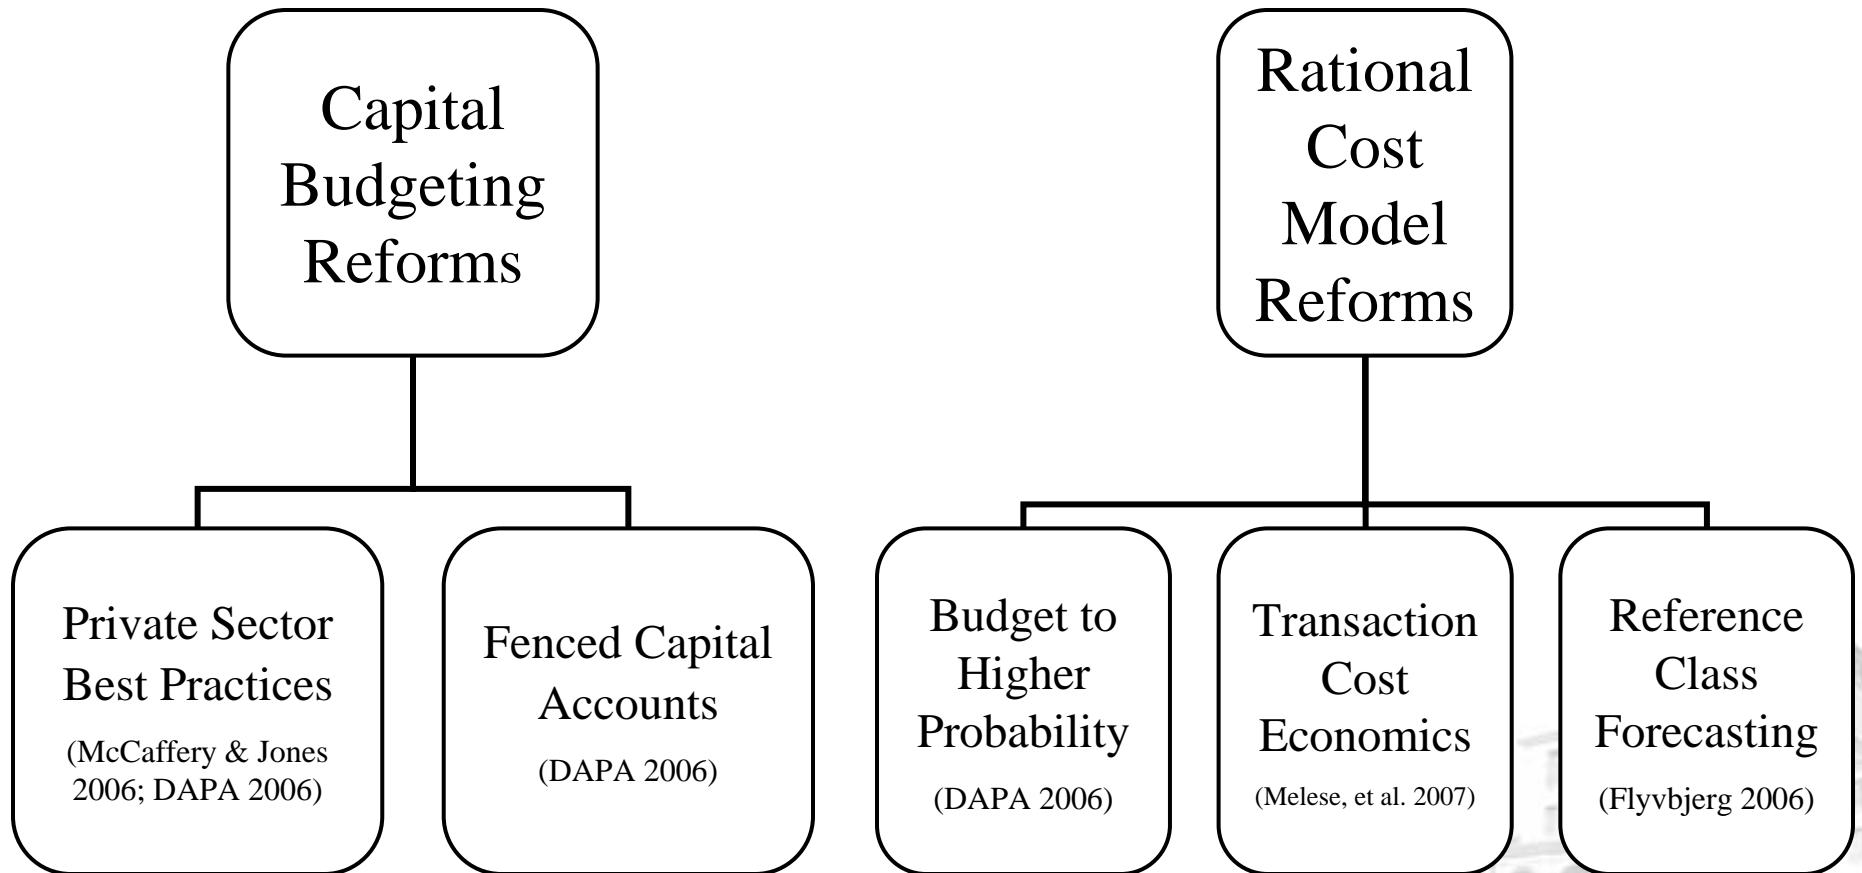 Capital
Budgeting
Reforms
Rational
Cost
Model
Reforms
Private Sector
Best Practices
(McCaffery & Jones
2006; DAPA 2006)
Fenced Capital
Accounts
(DAPA 2006)
Budget to
Higher
Probability
(DAPA 2006)
Transaction
Cost
Economics
(Melese, et al. 2007)
Reference
Class
Forecasting
(Flyvbjerg 2006)